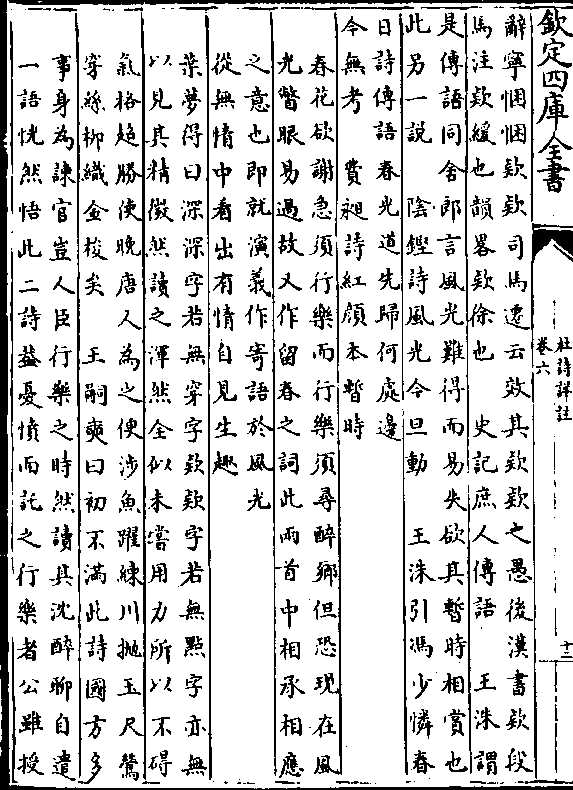 欽定四庫全書
杜詩詳註
卷六
十二
辭寧悃悃欵欵司馬遷云效其欵欵之愚後漢書欵段
馬注欵緩也韻畧欵徐也 史記庶人傳語 王洙謂
是傳語同舍郎言風光難得而易失欲其暫時相賞也
此另一說 陰鏗詩風光今旦動 王洙引馮少憐春
日詩傳語春光道先歸何處邊
今無考 費昶詩紅顔本暫時
春花欲謝急須行樂而行樂須尋醉鄉但恐現在風
光瞥眼易過故又作留春之詞此兩首中相承相應
之意也即就演義作寄語於風光
從無情中看出有情自見生趣
葉夢得曰深深字若無穿字欵欵字若無點字亦無
以見其精微然讀之渾然全似未嘗用力所以不碍
氣格超勝使晚唐人為之便涉魚躍練川拋玉尺鶯
穿絲柳織金梭矣 王嗣奭曰初不滿此詩國方多
事身為諫官豈人臣行樂之時然讀其沈醉聊自遣
一語恍然悟此二詩葢憂憤而託之行樂者公雖授